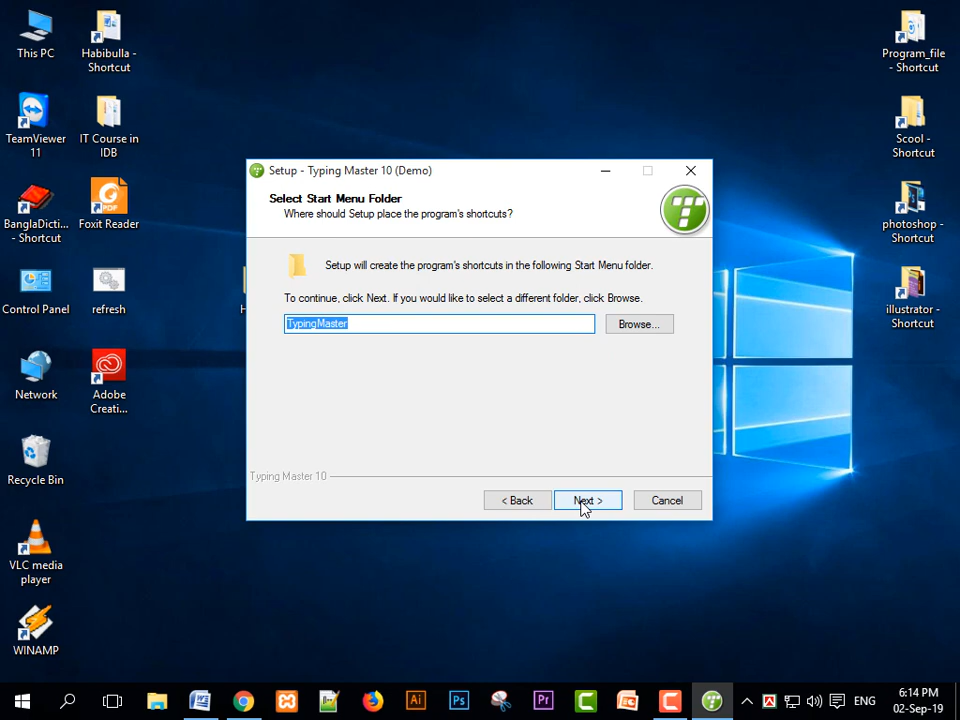 This PC
Habibulla -
Shortcut
Program_file
- Shortcut
TeamViewer
11
IT Course in
IDB
Scool -
Shortcut
BanglaDicti...
- Shortcut
Foxit Reader
photoshop -
Shortcut
Control Panel
refresh
H
illustrator -
Shortcut
Network
Adobe
Creati...
Recycle Bin
VLC media
player
WINAMP
Setup - Typing Master 10 (Demo)
Select Start Menu Folder
Where should Setup place the program's shortcuts?
Setup will create the program's shortcuts in the following Start Menu folder.
To continue, click Next. If you would like to select a different folder, click Browse.
TypingMaster
Browse...
Typing Master 10
< Back
Next >
Cancel
ENG
6:14 PM
02-Sep-19